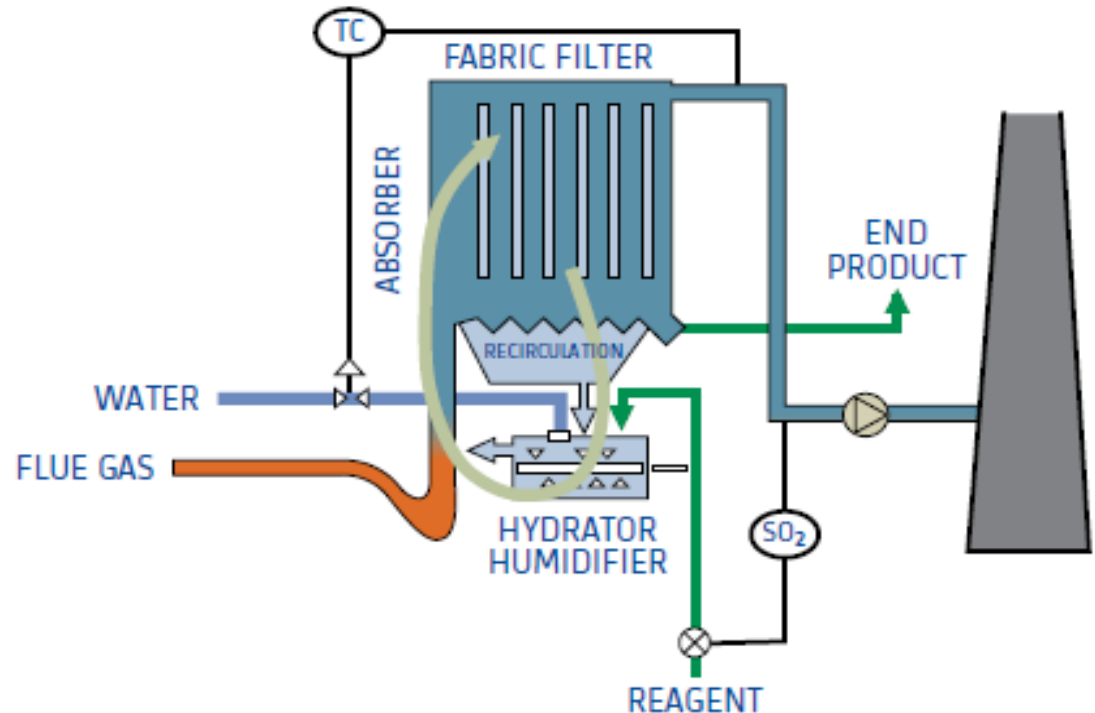 TC
FABRIC FILTER
ABSORBER
END
PRODUCT
RECIRCULATION
WATER
FLUE GAS
HYDRATOR
HUMIDIFIER
SO₂
REAGENT